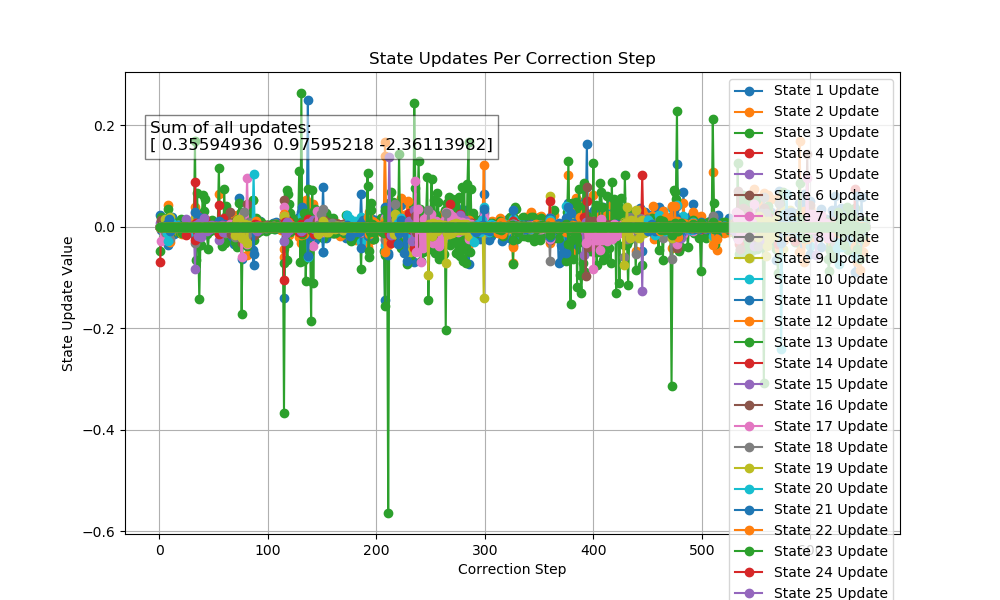 State Updates Per Correction Step
Sum of all updates:
[ 0.35594936  0.97595218 -2.36113982]
State Update Value
0.2
0.0
−0.2
−0.4
−0.6
0
100
200
300
400
500
Correction Step
State 1 Update
State 2 Update
State 3 Update
State 4 Update
State 5 Update
State 6 Update
State 7 Update
State 8 Update
State 9 Update
State 10 Update
State 11 Update
State 12 Update
State 13 Update
State 14 Update
State 15 Update
State 16 Update
State 17 Update
State 18 Update
State 19 Update
State 20 Update
State 21 Update
State 22 Update
State 23 Update
State 24 Update
State 25 Update